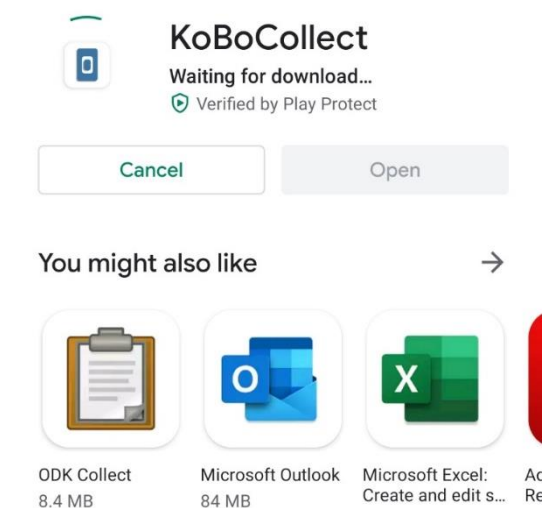 KoBoCollect
Waiting for download...
Verified by Play Protect
Cancel
Open
You might also like
O
X
ODK Collect
8.4 MB
Microsoft Outlook
84 MB
Microsoft Excel:
Create and edit s...